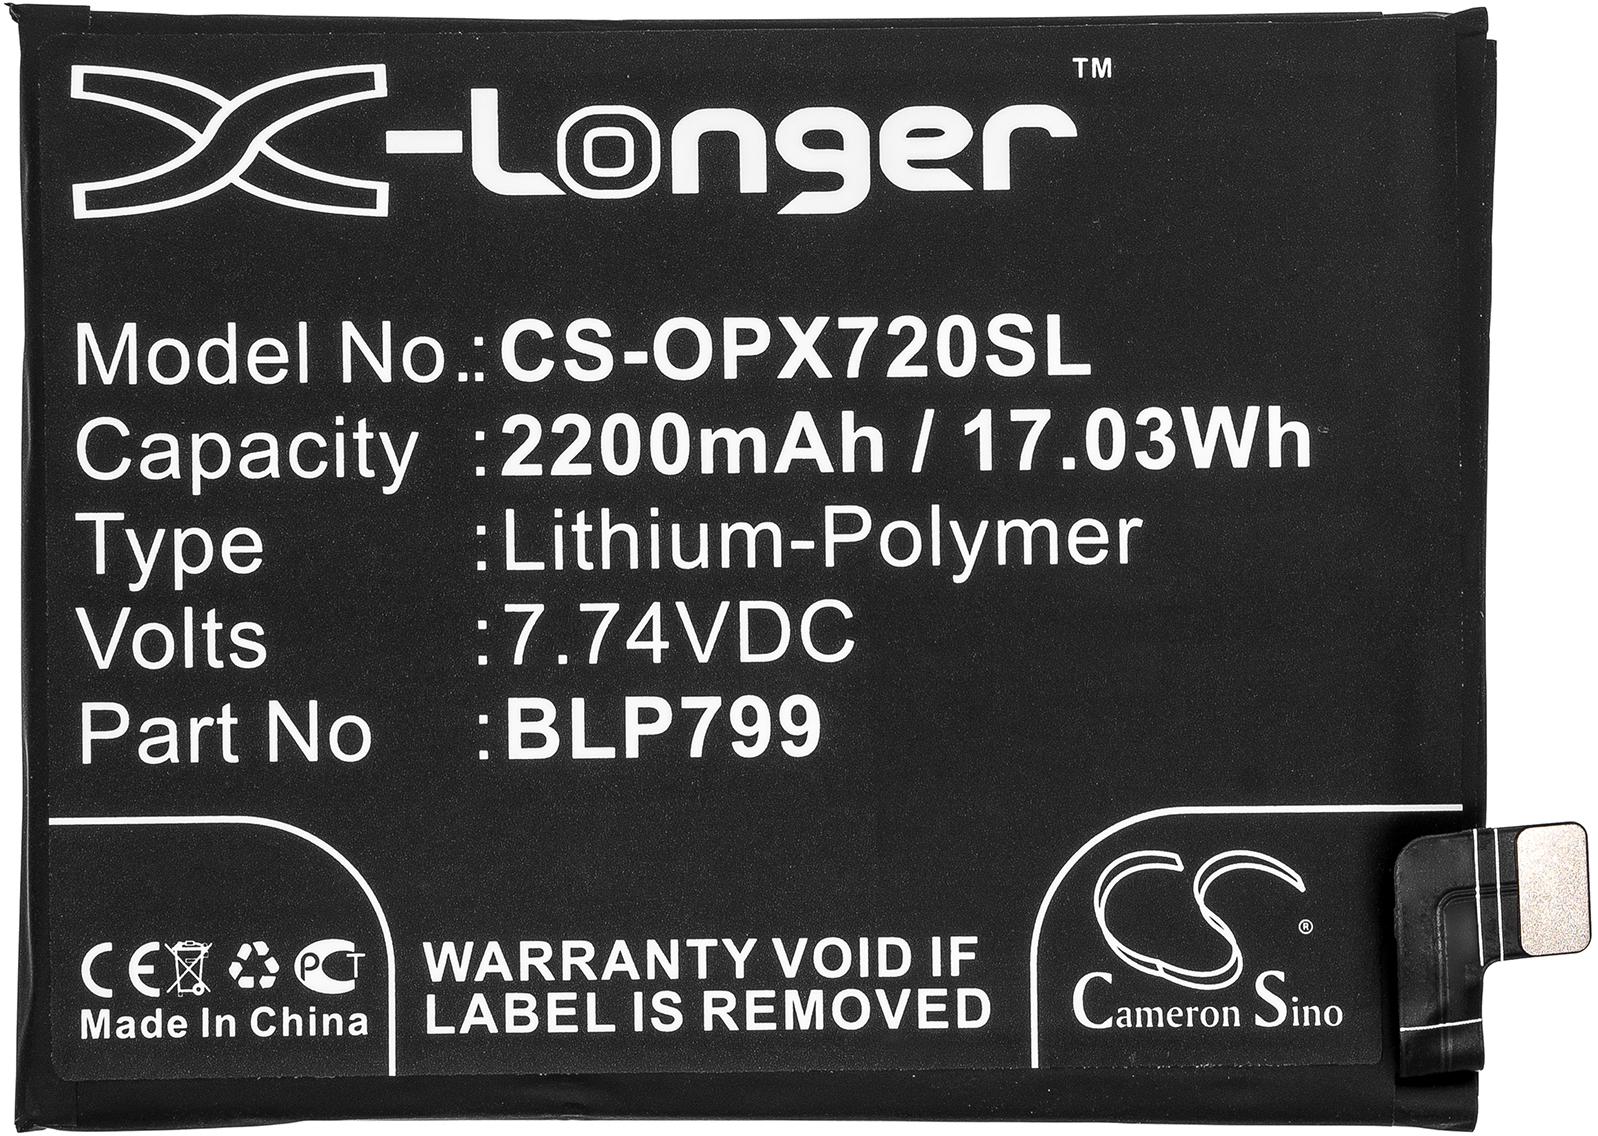 X-Longer™
Model No.:CS-OPX720SL
Capacity :2200mAh / 17.03Wh
Type :Lithium-Polymer
Volts :7.74VDC
Part No :BLP799
CE PCT
Made In China
WARRANTY VOID IF
LABEL IS REMOVED
CS®
Cameron Sino